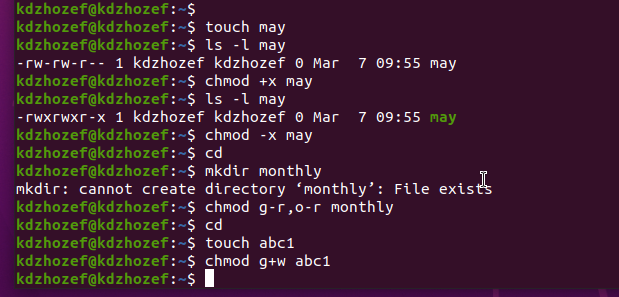 kdzhozef@kdzhozef:~$
kdzhozef@kdzhozef:~$ touch may
kdzhozef@kdzhozef:~$ ls -l may
-rw-rw-r-- 1 kdzhozef kdzhozef 0 Mar  7 09:55 may
kdzhozef@kdzhozef:~$ chmod +x may
kdzhozef@kdzhozef:~$ ls -l may
-rwxrwxr-x 1 kdzhozef kdzhozef 0 Mar  7 09:55 may
kdzhozef@kdzhozef:~$ chmod -x may
kdzhozef@kdzhozef:~$ cd
kdzhozef@kdzhozef:~$ mkdir monthly
mkdir: cannot create directory ‘monthly’: File exists
kdzhozef@kdzhozef:~$ chmod g-r,o-r monthly
kdzhozef@kdzhozef:~$ cd
kdzhozef@kdzhozef:~$ touch abc1
kdzhozef@kdzhozef:~$ chmod g+w abc1
kdzhozef@kdzhozef:~$